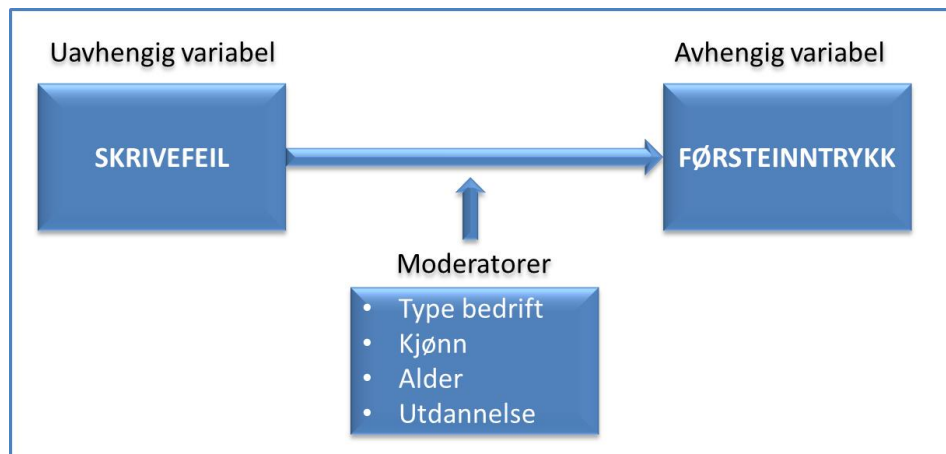 Uavhengig variabel
Avhengig variabel
SKRIVEFEIL
FØRSTEINNTRYKK
Moderatorer
• Type bedrift
• Kjønn
• Alder
• Utdannelse